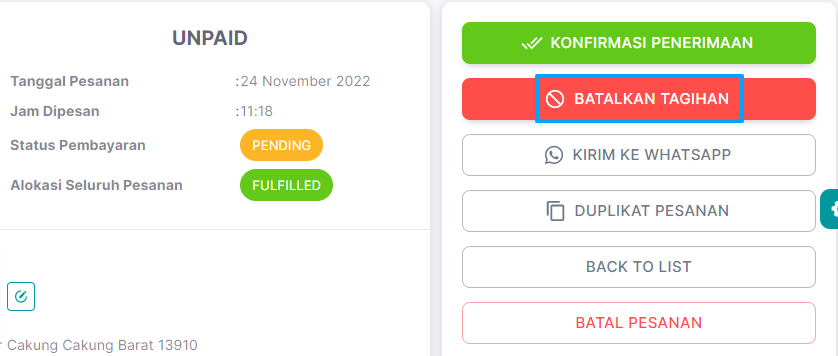 UNPAID
Tanggal Pesanan :24 November 2022
Jam Dipesan :11:18
Status Pembayaran PENDING
Alokasi Seluruh Pesanan FULFILLED
Cakung Cakung Barat 13910
KONFIRMASI PENERIMAAN
BATALKAN TAGIHAN
KIRIM KE WHATSAPP
DUPLIKAT PESANAN
BACK TO LIST
BATAL PESANAN